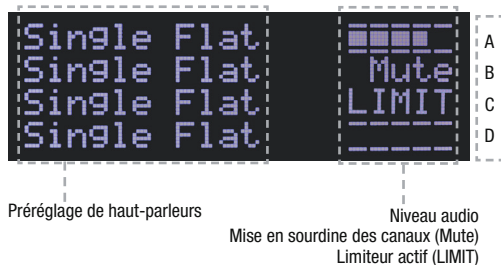 Single Flat A
Single Flat Mute B
Single Flat LIMIT C
Single Flat D
Préréglage de haut-parleurs
Niveau audio
Mise en sourdine des canaux (Mute)
Limiteur actif (LIMIT)